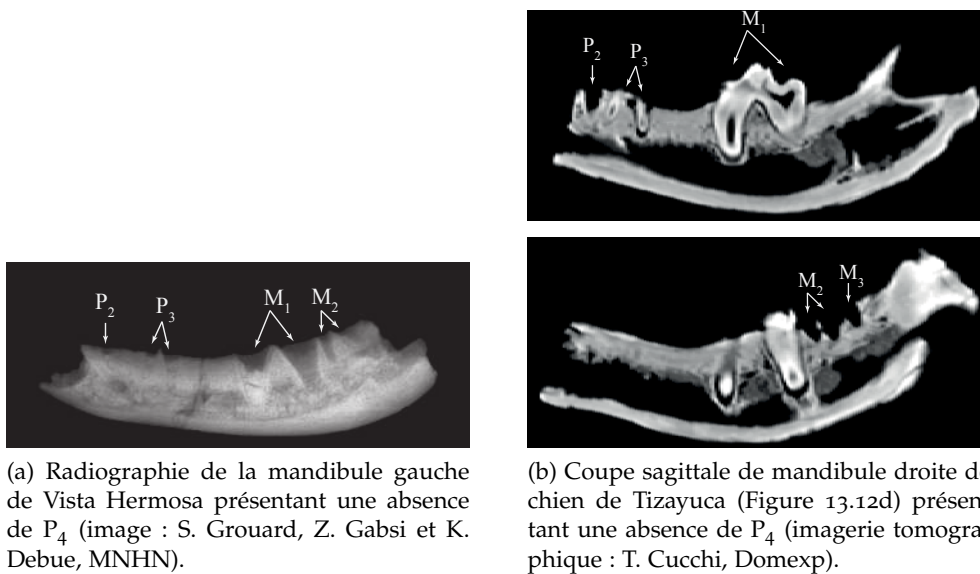 P2
P3
M1
M2
P2
P3
M1
M2
M3
(a) Radiographie de la mandibule gauche
de Vista Hermosa présentant une absence
de P4 (image : S. Grouard, Z. Gabsi et K.
Debue, MNHN).
(b) Coupe sagittale de mandibule droite d
chien de Tizayuca (Figure 13.12d) présen
tant une absence de P4 (imagerie tomogra
phique : T. Cucchi, Domexp).